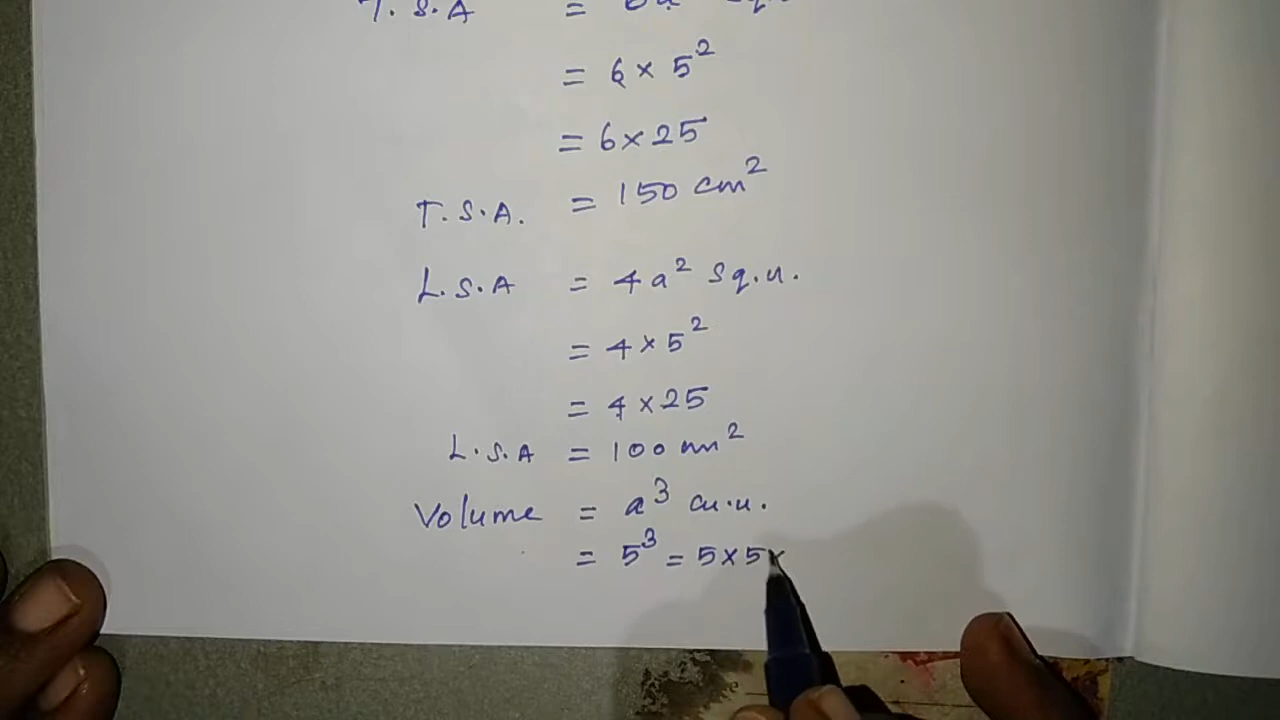 T.S.A =
= 6 × 5²
= 6 × 25
T.S.A. = 150 cm²
L.S.A = 4a² Sq.u.
= 4 × 5²
= 4 × 25
L.S.A = 100 cm²
Volume = a³ cu.u.
= 5³ = 5 × 5 ×